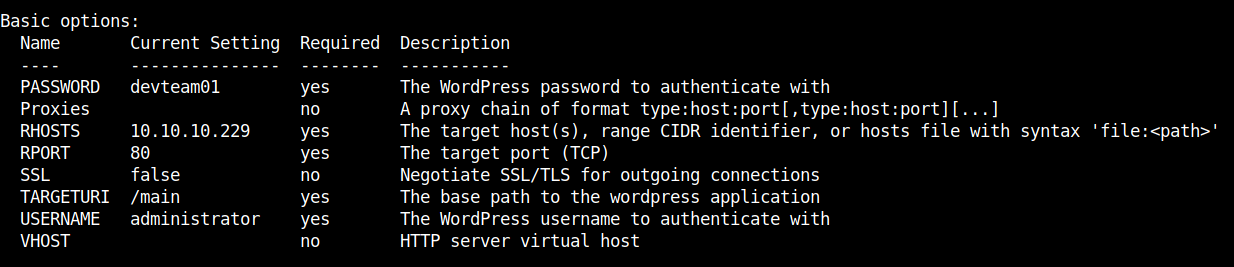 Basic options:
  Name       Current Setting  Required  Description
  ----       ---------------  --------  -----------
  PASSWORD   devteam01        yes       The WordPress password to authenticate with
  Proxies                     no        A proxy chain of format type:host:port[,type:host:port][...]
  RHOSTS     10.10.10.229     yes       The target host(s), range CIDR identifier, or hosts file with syntax 'file:<path>'
  RPORT      80               yes       The target port (TCP)
  SSL        false            no        Negotiate SSL/TLS for outgoing connections
  TARGETURI  /main            yes       The base path to the wordpress application
  USERNAME   administrator    yes       The WordPress username to authenticate with
  VHOST                       no        HTTP server virtual host